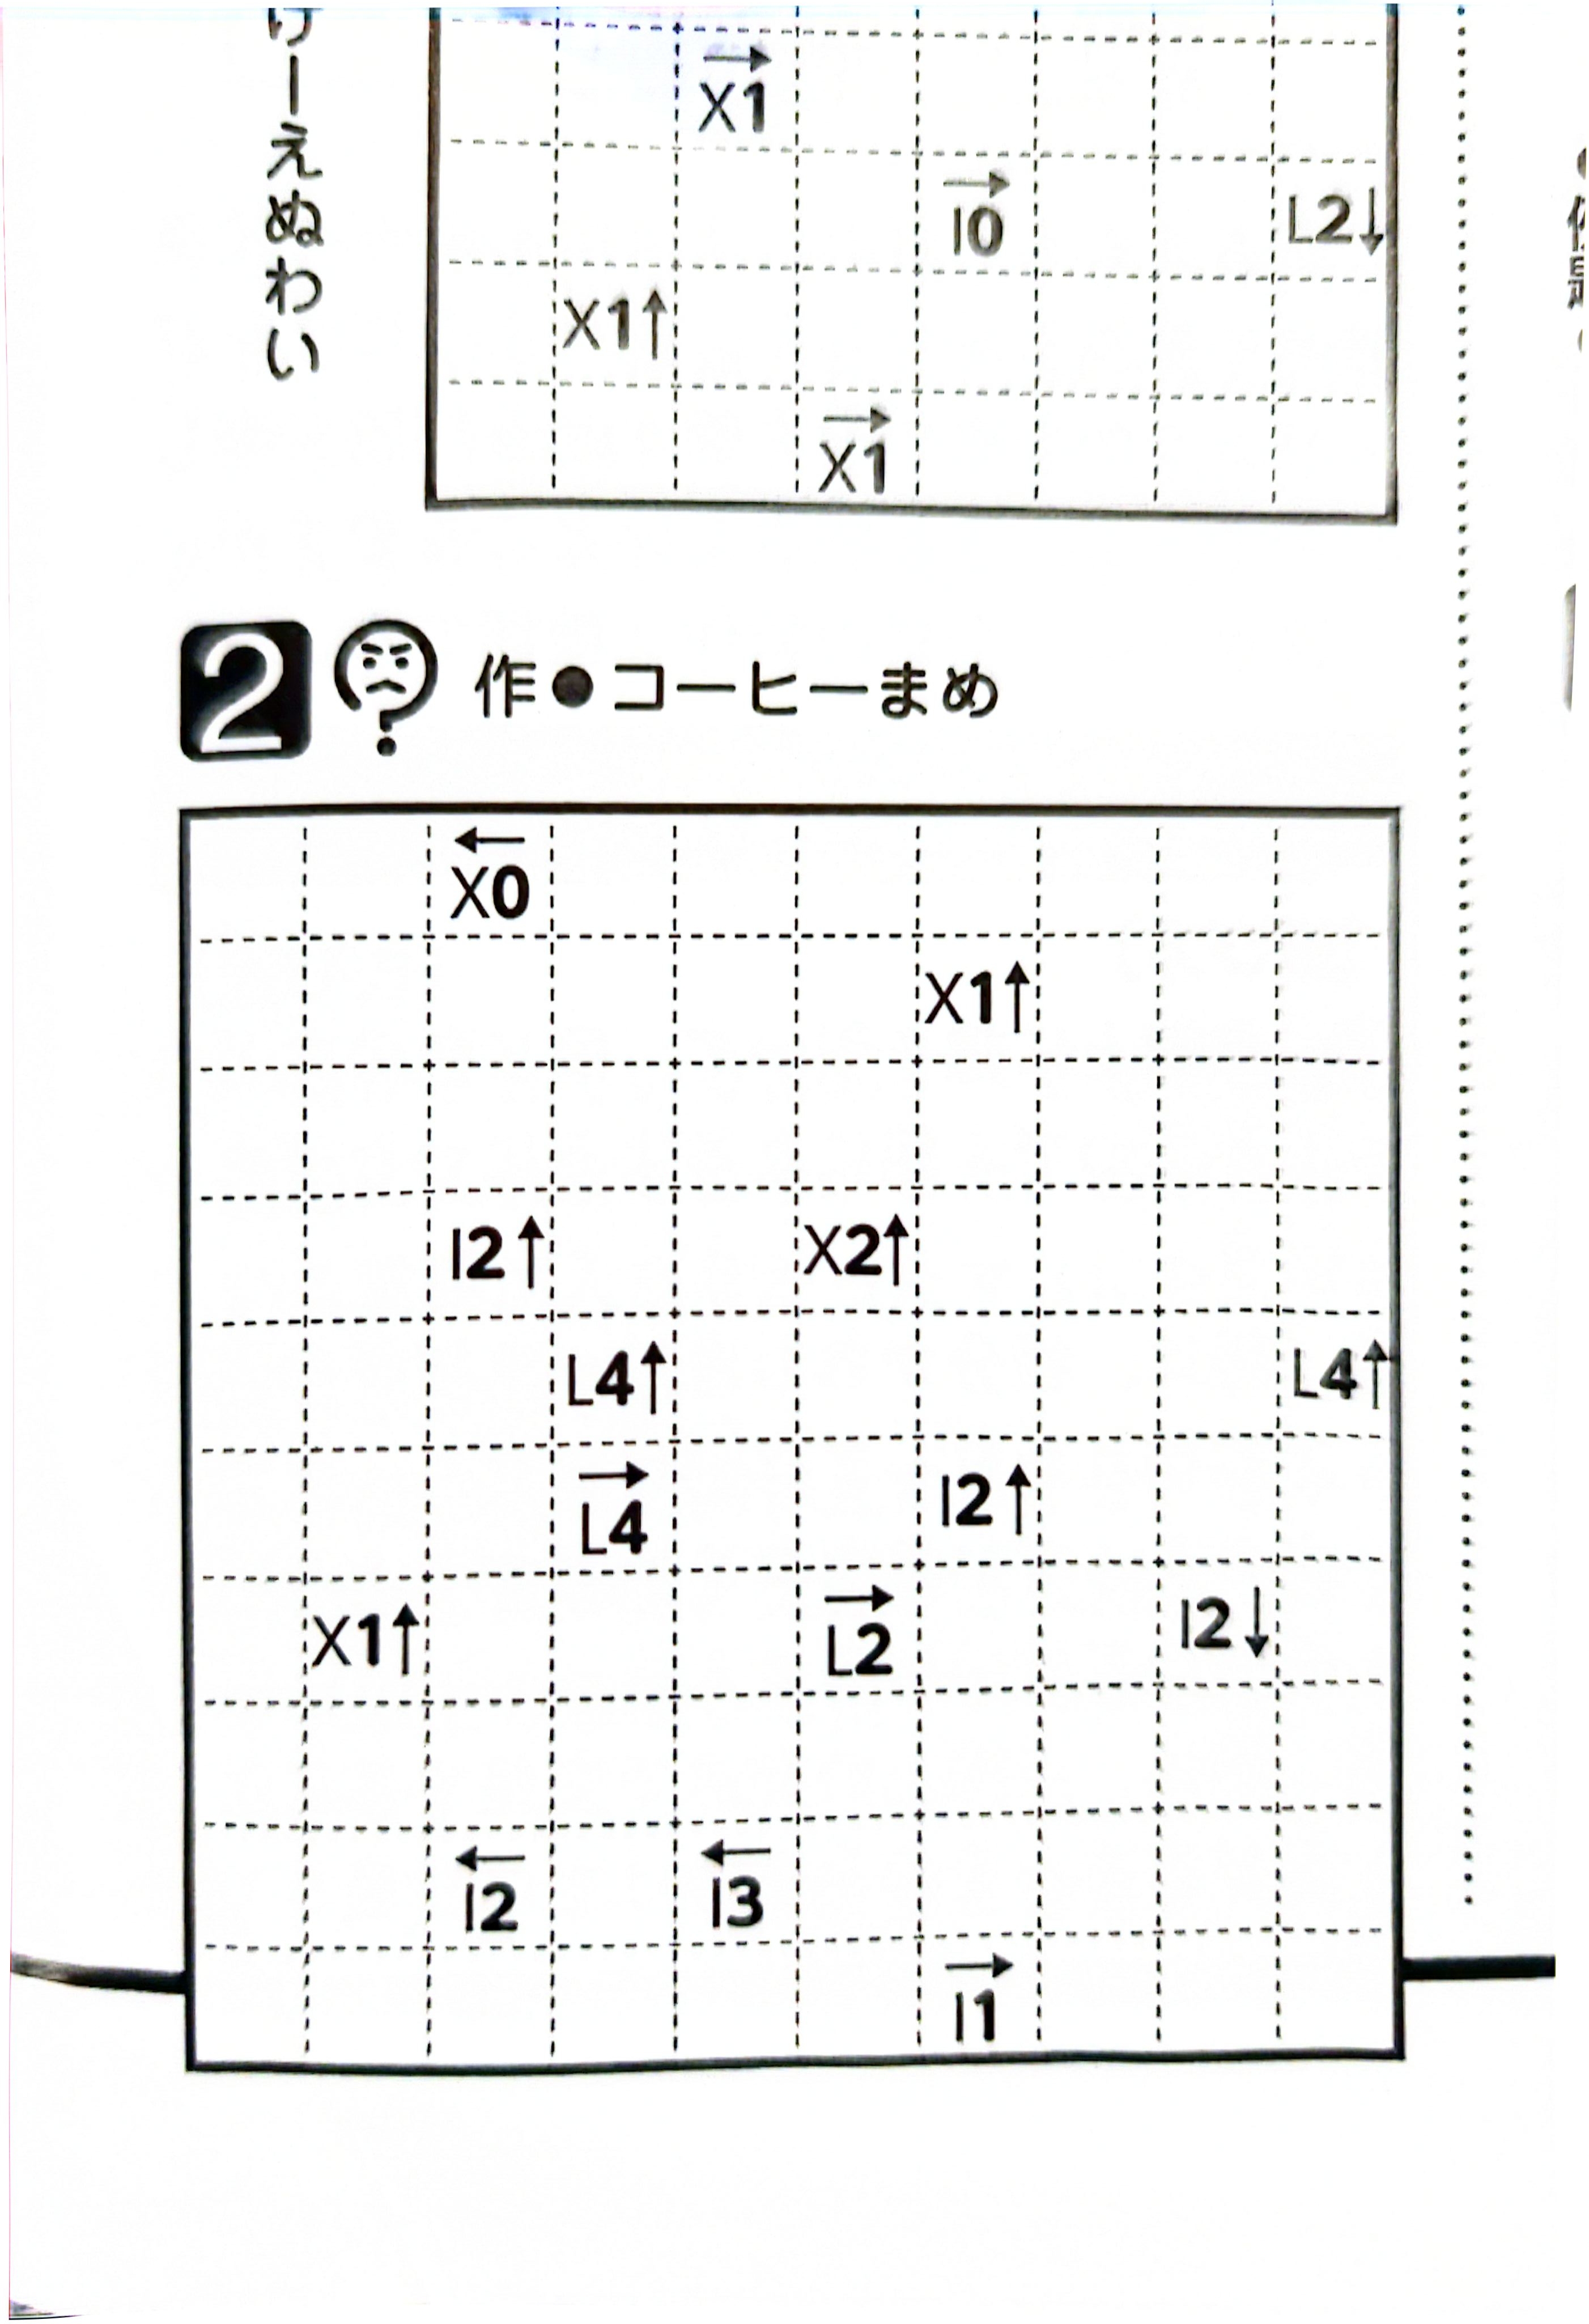 ーえぬわい
X1
I0 L2↓
X1↑
X1
2 作●コーヒーまめ
X0
X1↑
I2↑ X2↑
L4↑ L4↑
L4 I2↑
X1↑ L2 I2↓
I2 I3
I1